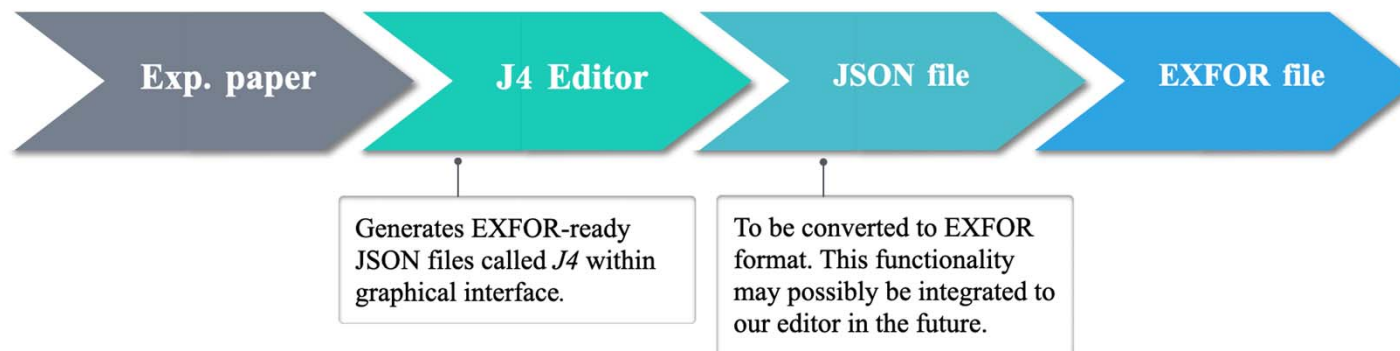 Exp. paper
J4 Editor
JSON file
EXFOR file
Generates EXFOR-ready
JSON files called J4 within
graphical interface.
To be converted to EXFOR
format. This functionality
may possibly be integrated to
our editor in the future.